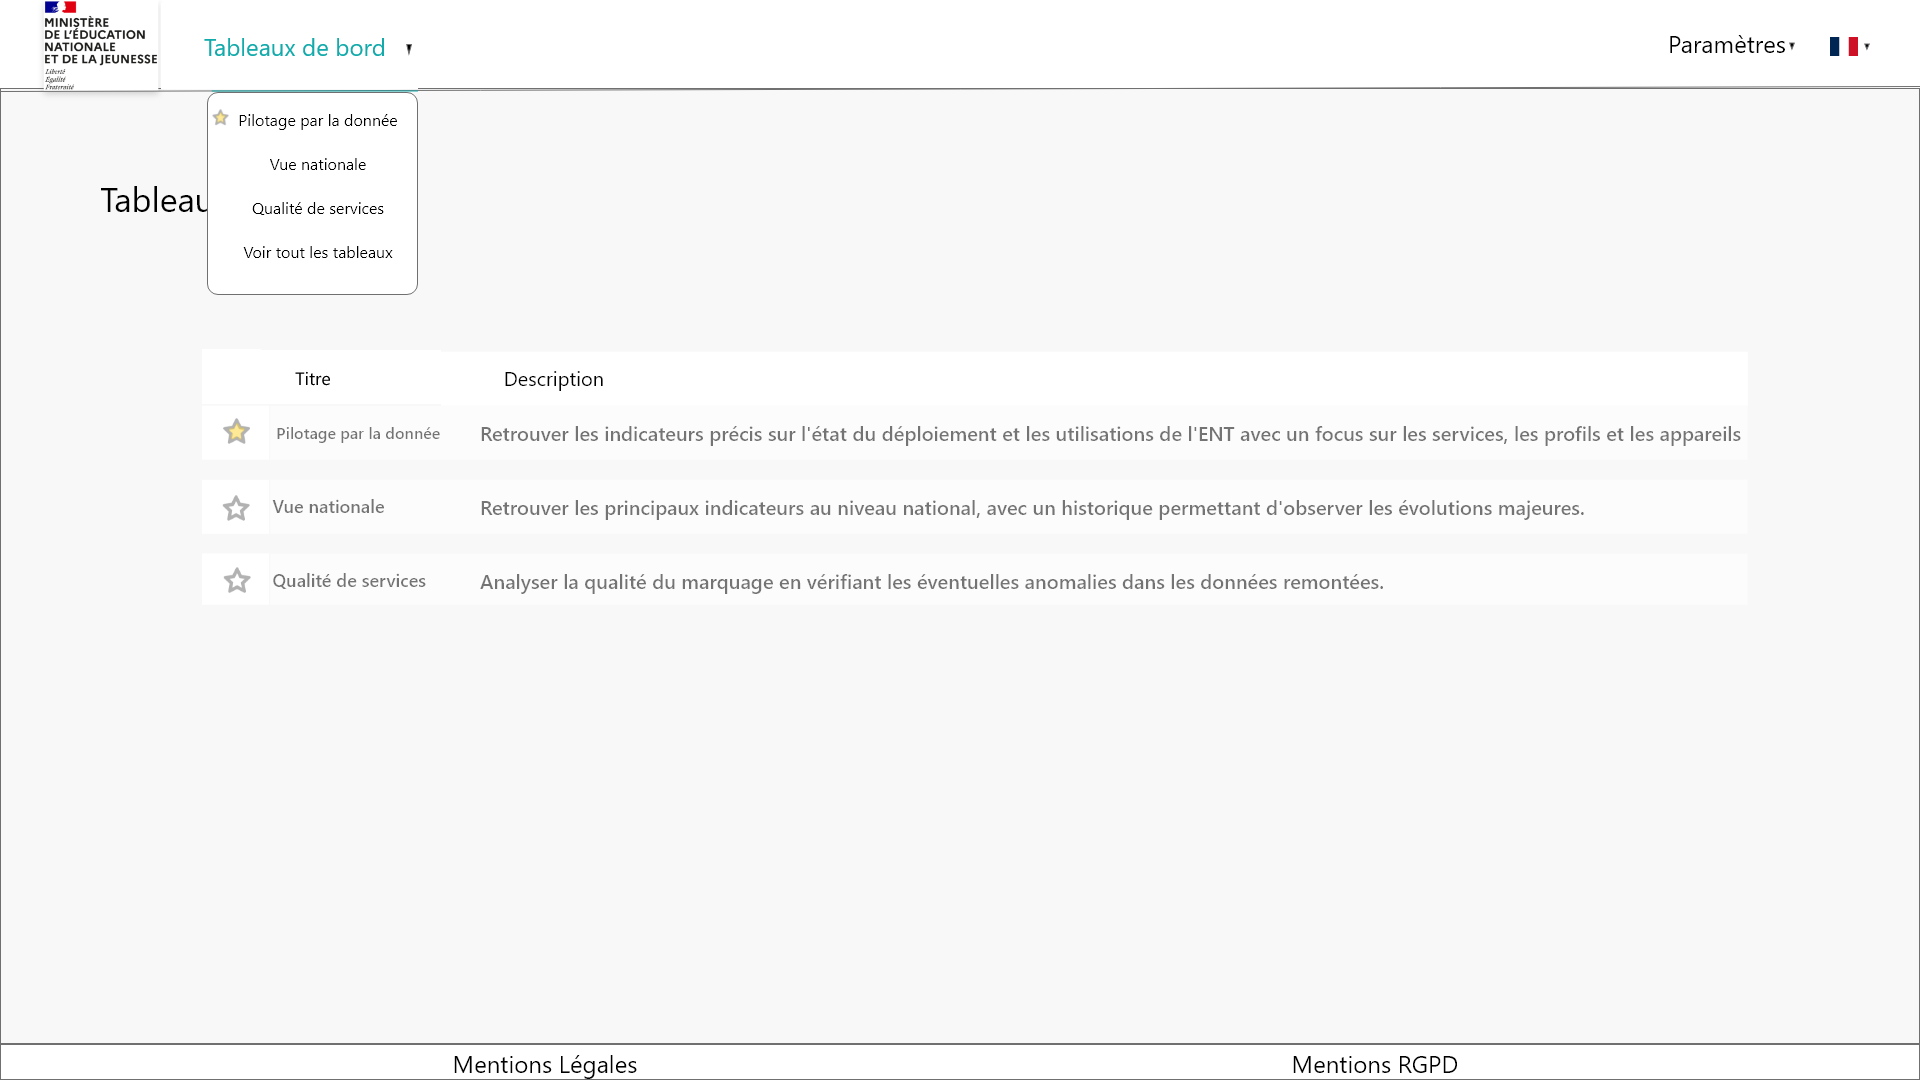 MINISTÈRE
DE L'ÉDUCATION
NATIONALE
ET DE LA JEUNESSE
Liberté
Égalité
Fraternité
Tableaux de bord
Paramètres
Pilotage par la donnée
Vue nationale
Qualité de services
Voir tout les tableaux
Tableau
Titre Description
Pilotage par la donnée Retrouver les indicateurs précis sur l'état du déploiement et les utilisations de l'ENT avec un focus sur les services, les profils et les appareils
Vue nationale Retrouver les principaux indicateurs au niveau national, avec un historique permettant d'observer les évolutions majeures.
Qualité de services Analyser la qualité du marquage en vérifiant les éventuelles anomalies dans les données remontées.
Mentions Légales Mentions RGPD